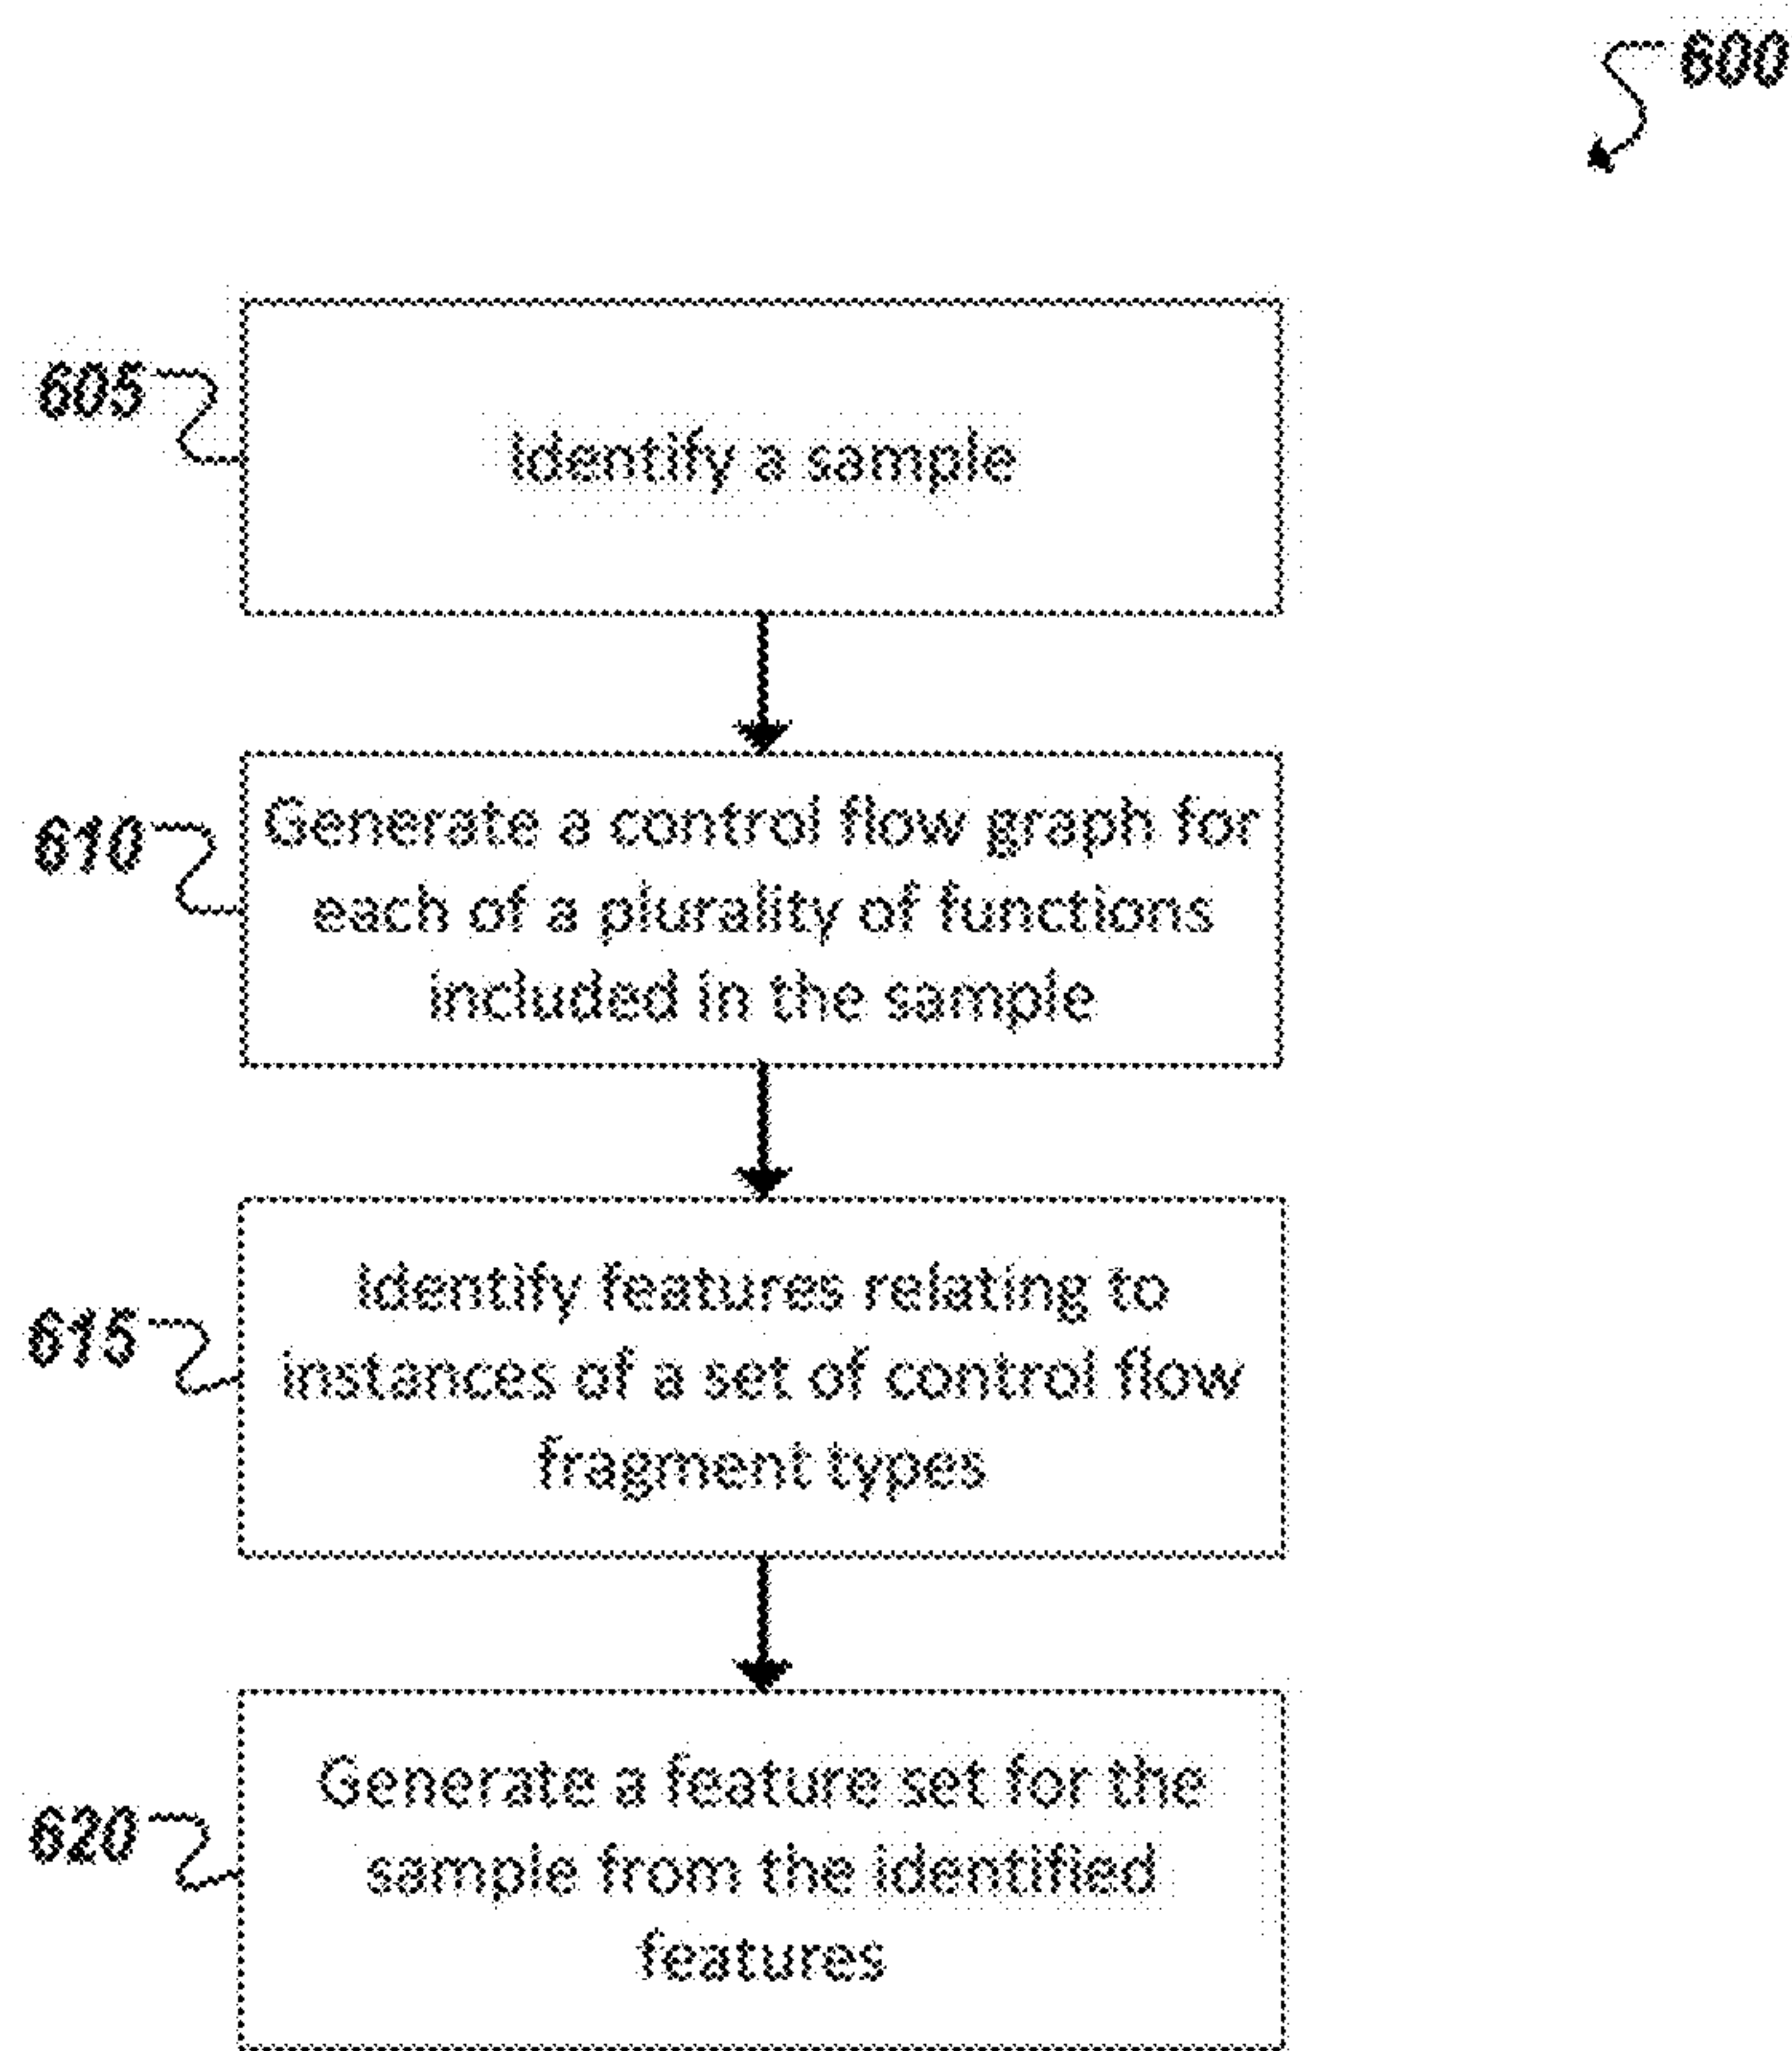 600
605
Identify a sample
610
Generate a control flow graph for
each of a plurality of functions
included in the sample
615
Identify features relating to
instances of a set of control flow
fragment types
620
Generate a feature set for the
sample from the identified
features